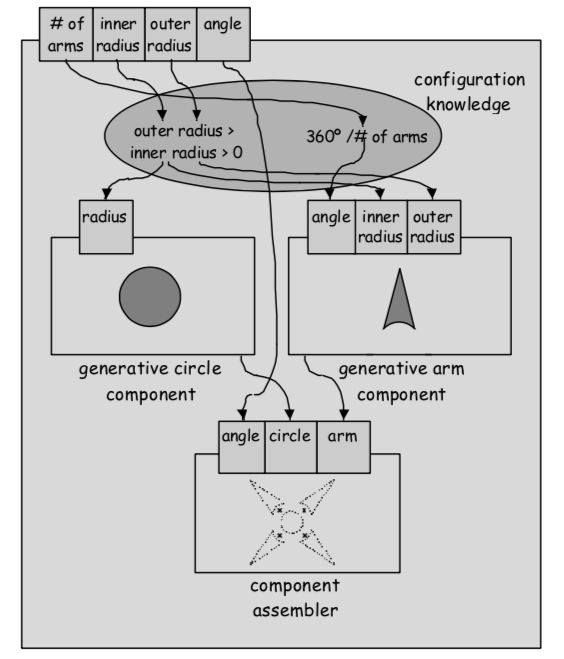 # of arms
inner radius
outer radius
angle
configuration
knowledge
outer radius >
inner radius > 0
360º /# of arms
radius
angle
inner radius
outer radius
generative circle
component
generative arm
component
angle
circle
arm
component
assembler